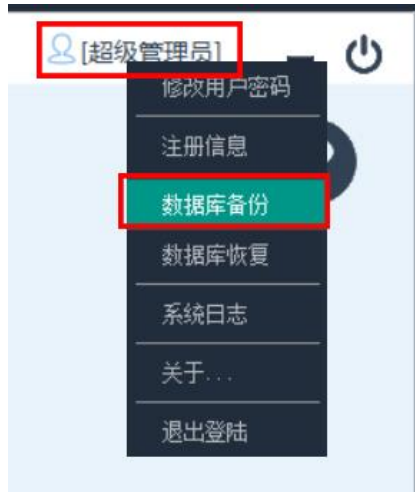 [超级管理员]
修改用户密码
注册信息
数据库备份
数据库恢复
系统日志
关于...
退出登陆